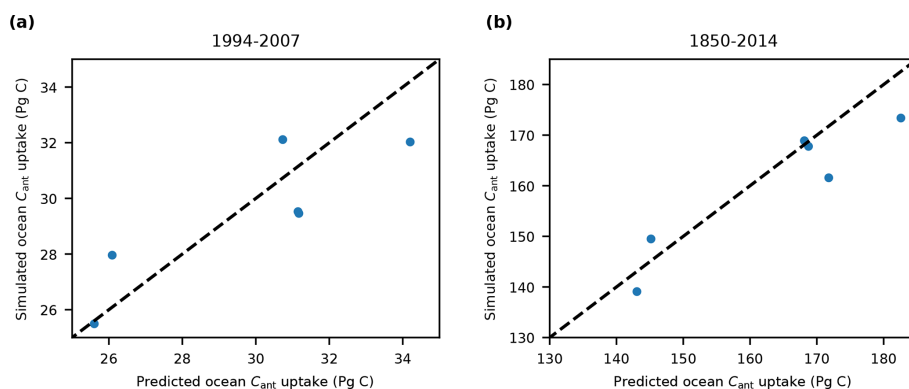 (a)
1994-2007
34
32
30
28
26
26 28 30 32 34
Simulated ocean Cant uptake (Pg C)
Predicted ocean Cant uptake (Pg C)
(b)
1850-2014
180
170
160
150
140
130
130 140 150 160 170 180
Simulated ocean Cant uptake (Pg C)
Predicted ocean Cant uptake (Pg C)